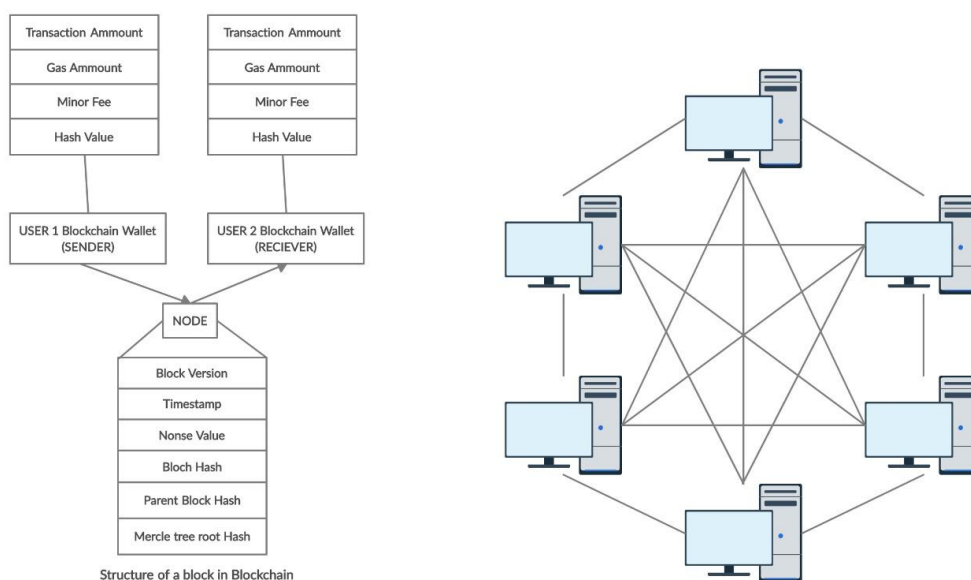 Transaction Ammount
Gas Ammount
Minor Fee
Hash Value
Transaction Ammount
Gas Ammount
Minor Fee
Hash Value
USER 1 Blockchain Wallet
(SENDER)
USER 2 Blockchain Wallet
(RECIEVER)
NODE
Block Version
Timestamp
Nonse Value
Bloch Hash
Parent Block Hash
Mercle tree root Hash
Structure of a block in Blockchain